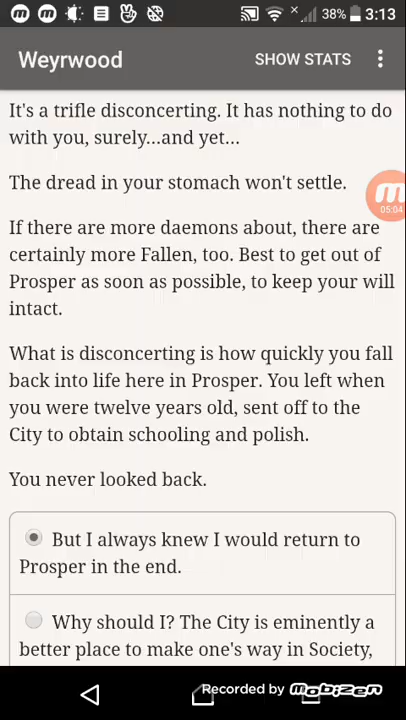 38% 3:13
Weyrwood SHOW STATS
It's a trifle disconcerting. It has nothing to do
with you, surely...and yet...
The dread in your stomach won't settle.
05:04
If there are more daemons about, there are
certainly more Fallen, too. Best to get out of
Prosper as soon as possible, to keep your will
intact.
What is disconcerting is how quickly you fall
back into life here in Prosper. You left when
you were twelve years old, sent off to the
City to obtain schooling and polish.
You never looked back.
But I always knew I would return to
Prosper in the end.
Why should I? The City is eminently a
better place to make one's way in Society,
Recorded by mobizen